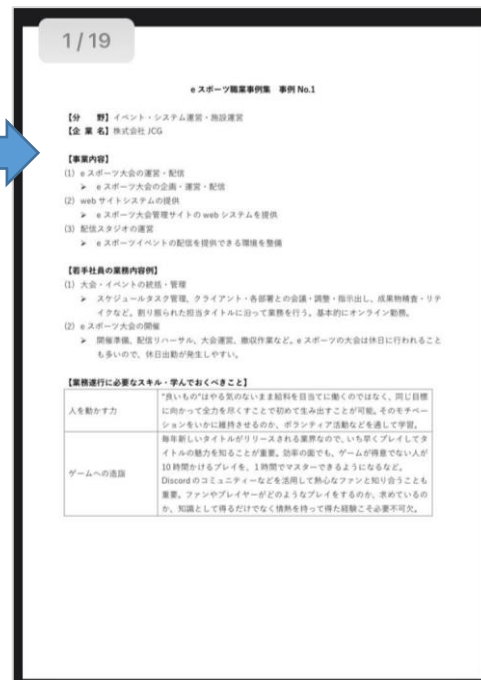 1 / 19
e スポーツ職業事例集　事例 No.1
【分　　野】イベント・システム運営・施設運営
【企 業 名】株式会社 JCG
【事業内容】
(1) e スポーツ大会の運営・配信
➢ e スポーツ大会の企画・運営・配信
(2) web サイトシステムの提供
➢ e スポーツ大会管理サイトの web システムを提供
(3) 配信スタジオの運営
➢ e スポーツイベントの配信を提供できる環境を整備
【若手社員の業務内容例】
(1) 大会・イベントの統括・管理
➢ スケジュールタスク管理、クライアント・各部署との会議・調整・指示出し、成果物精査・リテ
イクなど。割り振られた担当タイトルに沿って業務を行う。基本的にオンライン勤務。
(2) e スポーツ大会の開催
➢ 開催準備、配信リハーサル、大会運営、撤収作業など。e スポーツの大会は休日に行われること
も多いので、休日出勤が発生しやすい。
【業務遂行に必要なスキル・学んでおくべきこと】
人を動かす力
"良いもの"はやる気のないまま給料を目当てに働くのではなく、同じ目標
に向かって全力を尽くすことで初めて生み出すことが可能。そのモチベー
ションをいかに維持させるのか、ボランティア活動などを通して学習。
ゲームへの造詣
毎年新しいタイトルがリリースされる業界なので、いち早くプレイしてタ
イトルの魅力を知ることが重要。効率の面でも、ゲームが得意でない人が
10 時間かけるプレイを、1 時間でマスターできるようになるなど。
Discord のコミュニティーなどを活用して熱心なファンと知り合うことも
重要。ファンやプレイヤーがどのようなプレイをするのか、求めているの
か、知識として得るだけでなく情熱を持って得た経験こそ必要不可欠。